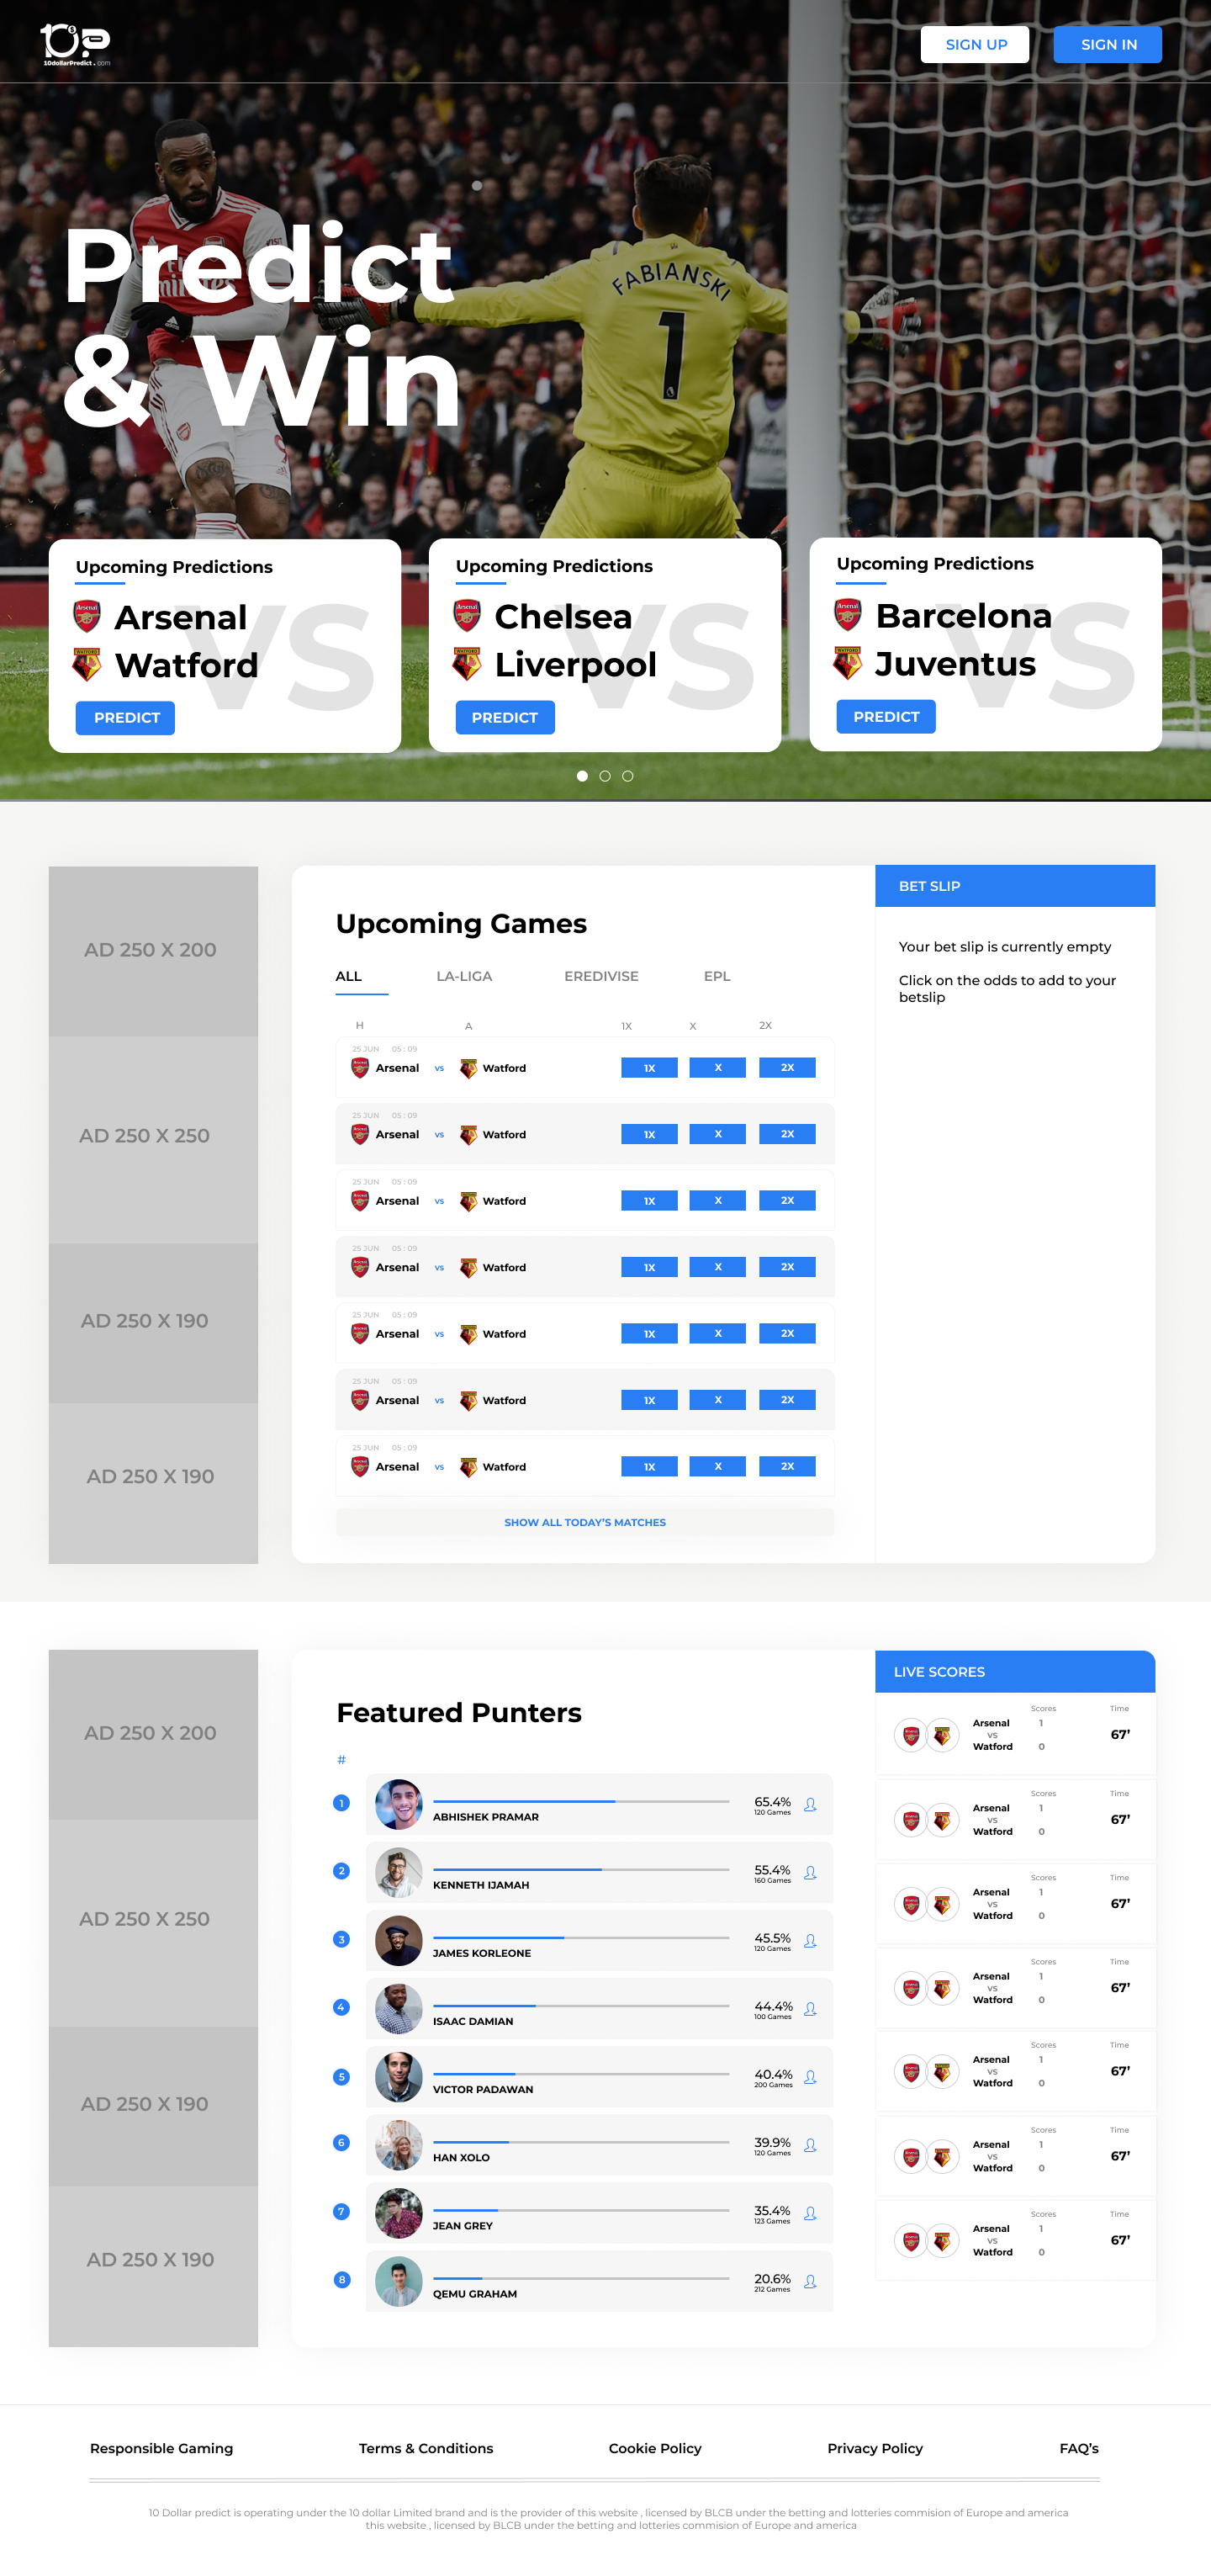 10$P
10dollarPredict.com
SIGN UP
SIGN IN
Predict
& Win
FABIANSKI
1
Upcoming Predictions
Arsenal
Watford
VS
PREDICT
Upcoming Predictions
Chelsea
Liverpool
VS
PREDICT
Upcoming Predictions
Barcelona
Juventus
VS
PREDICT
AD 250 X 200
AD 250 X 250
AD 250 X 190
AD 250 X 190
Upcoming Games
ALL LA-LIGA EREDIVISE EPL
H A 1X X 2X
25 JUN 05 : 09
Arsenal vs Watford 1X X 2X
25 JUN 05 : 09
Arsenal vs Watford 1X X 2X
25 JUN 05 : 09
Arsenal vs Watford 1X X 2X
25 JUN 05 : 09
Arsenal vs Watford 1X X 2X
25 JUN 05 : 09
Arsenal vs Watford 1X X 2X
25 JUN 05 : 09
Arsenal vs Watford 1X X 2X
25 JUN 05 : 09
Arsenal vs Watford 1X X 2X
SHOW ALL TODAY'S MATCHES
BET SLIP
Your bet slip is currently empty
Click on the odds to add to your
betslip
AD 250 X 200
AD 250 X 250
AD 250 X 190
AD 250 X 190
Featured Punters
#
1 65.4%
ABHISHEK PRAMAR 120 Games
2 55.4%
KENNETH IJAMAH 160 Games
3 45.5%
JAMES KORLEONE 120 Games
4 44.4%
ISAAC DAMIAN 100 Games
5 40.4%
VICTOR PADAWAN 200 Games
6 39.9%
HAN XOLO 120 Games
7 35.4%
JEAN GREY 123 Games
8 20.6%
QEMU GRAHAM 212 Games
LIVE SCORES
Scores Time
Arsenal 1
vs 67'
Watford 0
Scores Time
Arsenal 1
vs 67'
Watford 0
Scores Time
Arsenal 1
vs 67'
Watford 0
Scores Time
Arsenal 1
vs 67'
Watford 0
Scores Time
Arsenal 1
vs 67'
Watford 0
Scores Time
Arsenal 1
vs 67'
Watford 0
Scores Time
Arsenal 1
vs 67'
Watford 0
Responsible Gaming Terms & Conditions Cookie Policy Privacy Policy FAQ's
10 Dollar predict is operating under the 10 dollar Limited brand and is the provider of this website , licensed by BLCB under the betting and lotteries commision of Europe and america
this website , licensed by BLCB under the betting and lotteries commision of Europe and america